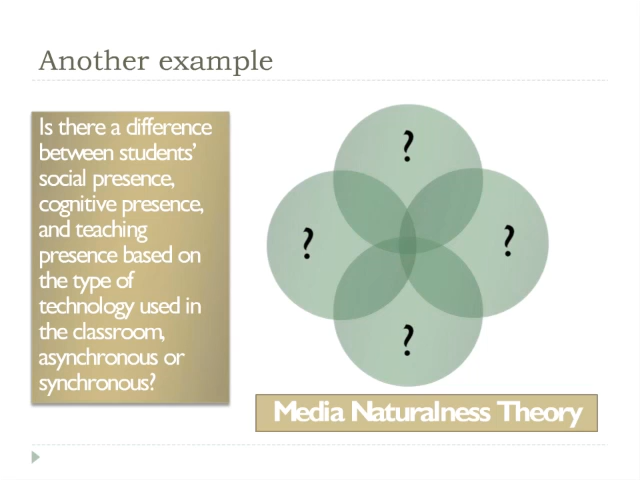 Another example
Is there a difference
between students’
social presence,
cognitive presence,
and teaching
presence based on
the type of
technology used in
the classroom,
asynchronous or
synchronous?
?
?
?
?
Media Naturalness Theory